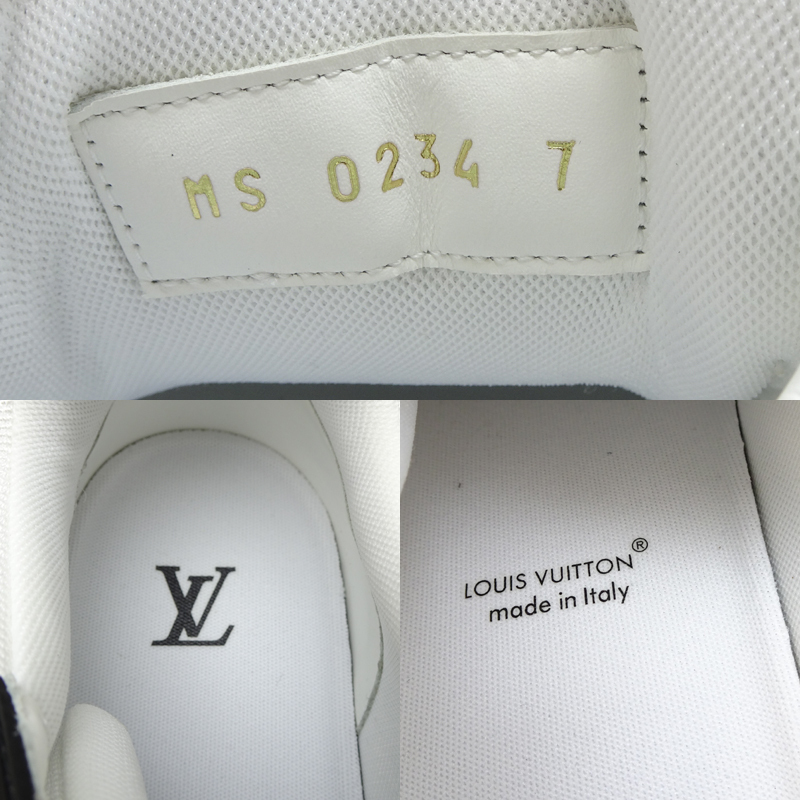 MS 0234 7
LV
LOUIS VUITTON®
made in Italy